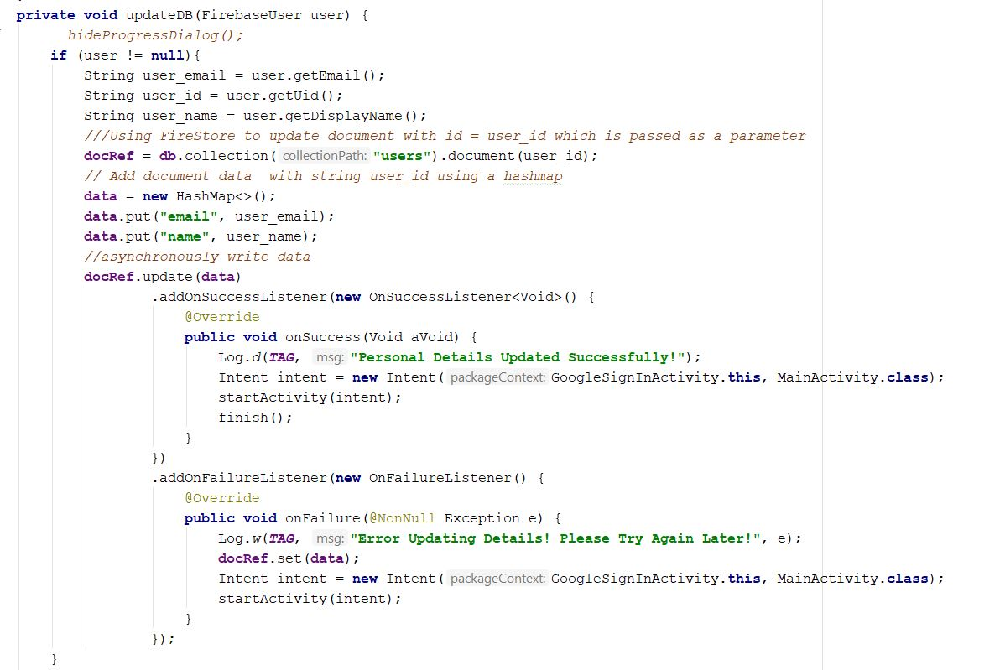 private void updateDB(FirebaseUser user) {
hideProgressDialog();
if (user != null){
String user_email = user.getEmail();
String user_id = user.getUid();
String user_name = user.getDisplayName();
///Using FireStore to update document with id = user_id which is passed as a parameter
docRef = db.collection( collectionPath: "users").document(user_id);
// Add document data  with string user_id using a hashmap
data = new HashMap<>();
data.put("email", user_email);
data.put("name", user_name);
//asynchronously write data
docRef.update(data)
.addOnSuccessListener(new OnSuccessListener<Void>() {
@Override
public void onSuccess(Void aVoid) {
Log.d(TAG, msg: "Personal Details Updated Successfully!");
Intent intent = new Intent( packageContext: GoogleSignInActivity.this, MainActivity.class);
startActivity(intent);
finish();
}
})
.addOnFailureListener(new OnFailureListener() {
@Override
public void onFailure(@NonNull Exception e) {
Log.w(TAG, msg: "Error Updating Details! Please Try Again Later!", e);
docRef.set(data);
Intent intent = new Intent( packageContext: GoogleSignInActivity.this, MainActivity.class);
startActivity(intent);
}
});
}